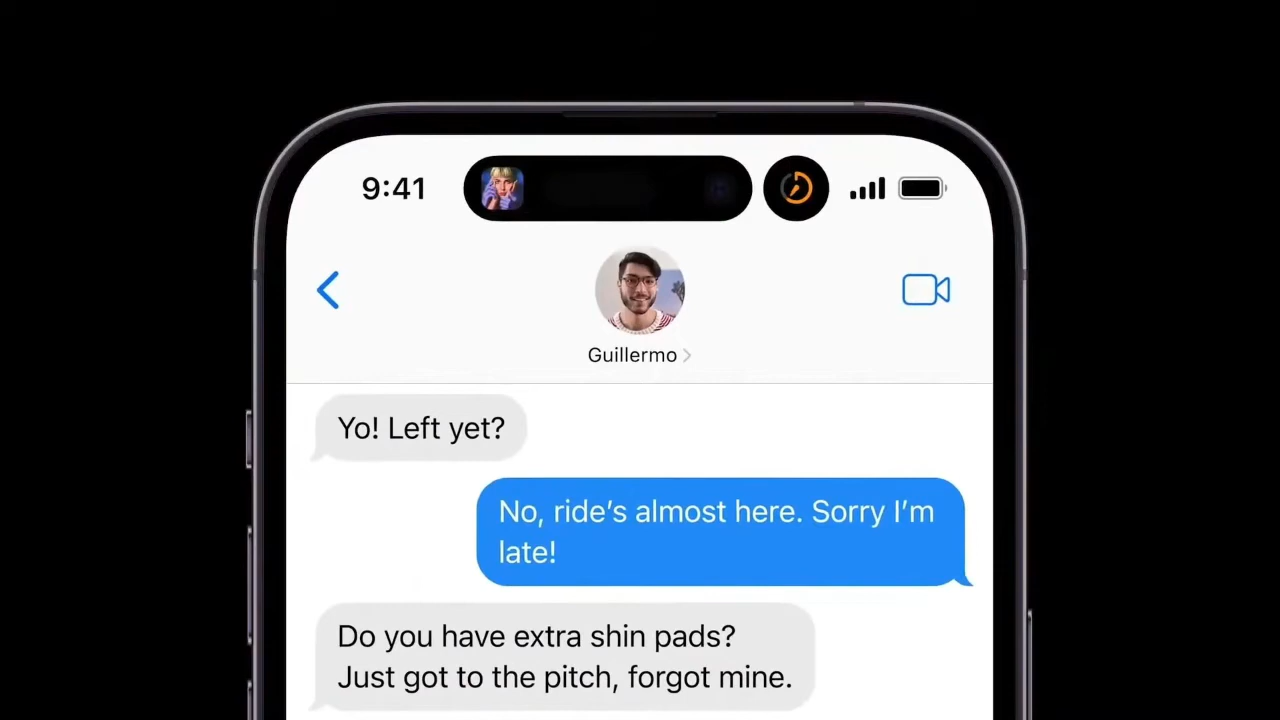 9:41
Guillermo
Yo! Left yet?
No, ride’s almost here. Sorry I’m
late!
Do you have extra shin pads?
Just got to the pitch, forgot mine.